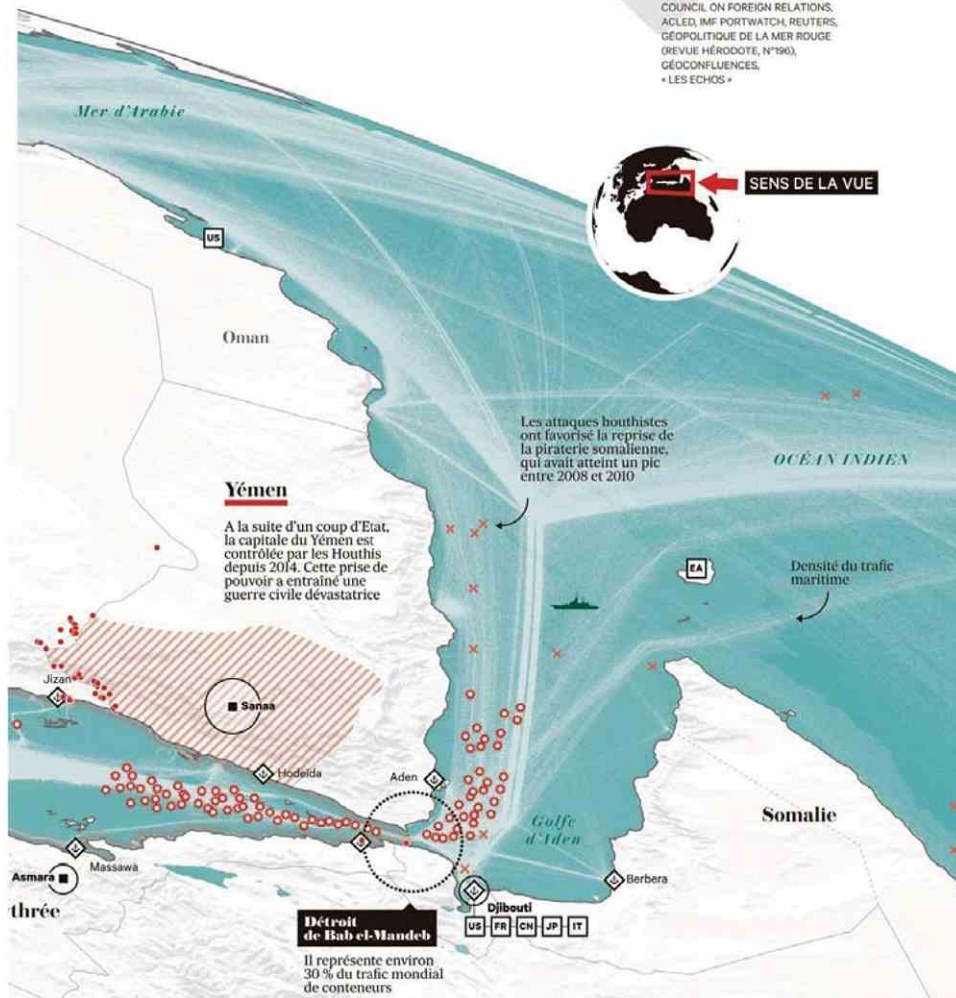 COUNCIL ON FOREIGN RELATIONS,
ACLED, IMF PORTWATCH, REUTERS,
GÉOPOLITIQUE DE LA MER ROUGE
(REVUE HÉRODOTE, N°196),
GÉOCONFLUENCES,
« LES ECHOS »
Mer d'Arabie
SENS DE LA VUE
US
Oman
Les attaques houthistes
ont favorisé la reprise de
la piraterie somalienne,
qui avait atteint un pic
entre 2008 et 2010
OCÉAN INDIEN
Yémen
A la suite d'un coup d'Etat,
la capitale du Yémen est
contrôlée par les Houthis
depuis 2014. Cette prise de
pouvoir a entraîné une
guerre civile dévastatrice
EA
Densité du trafic
maritime
Jizan
Sanaa
Hodeïda
Aden
Golfe
d'Aden
Somalie
Massawa
Asmara
thrée
Berbera
Djibouti
US FR CN JP IT
Détroit
de Bab el-Mandeb
Il représente environ
30 % du trafic mondial
de conteneurs